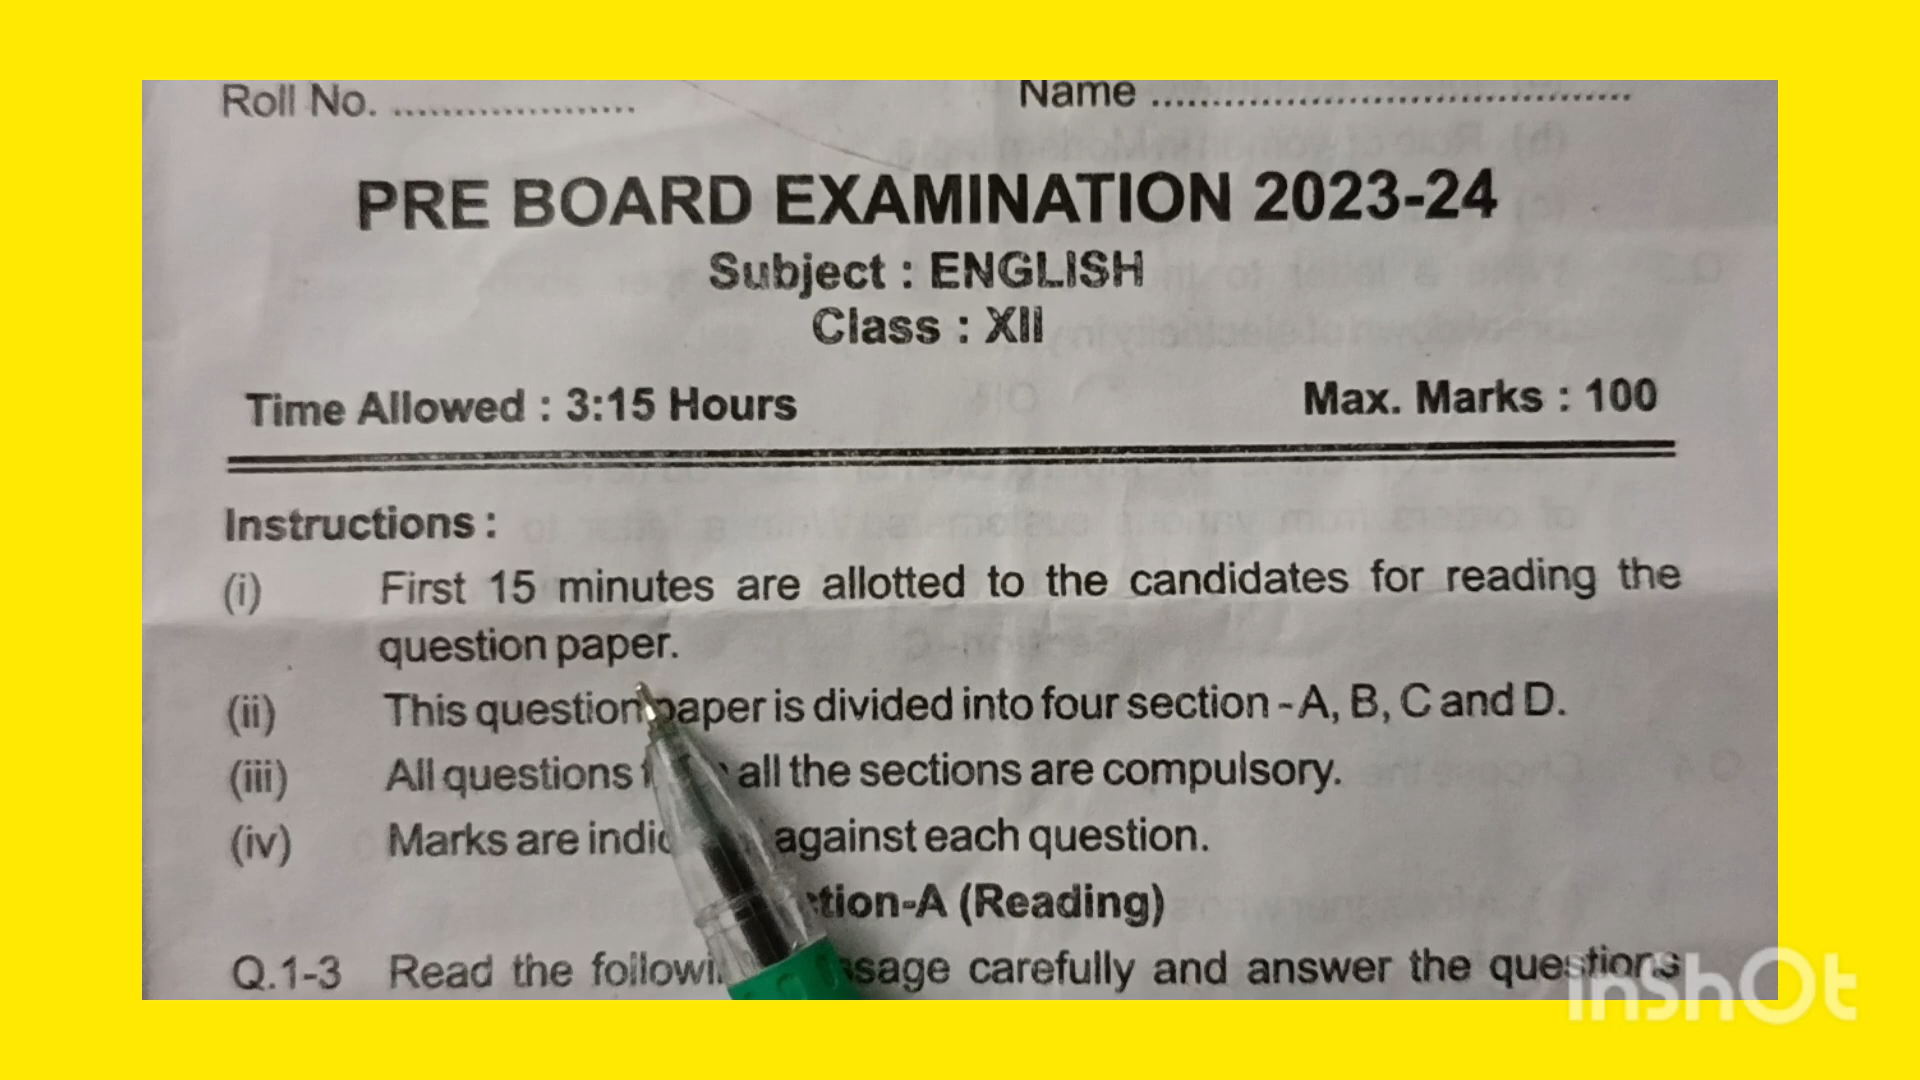 Roll No. .................... Name ......................................
PRE BOARD EXAMINATION 2023-24
Subject : ENGLISH
Class : XII
Time Allowed : 3:15 Hours Max. Marks : 100
Instructions :
(i) First 15 minutes are allotted to the candidates for reading the
question paper.
(ii) This question paper is divided into four section - A, B, C and D.
(iii) All questions all the sections are compulsory.
(iv) Marks are against each question.
(Reading)
Q.1-3 Read the carefully and answer the questions
InShOt